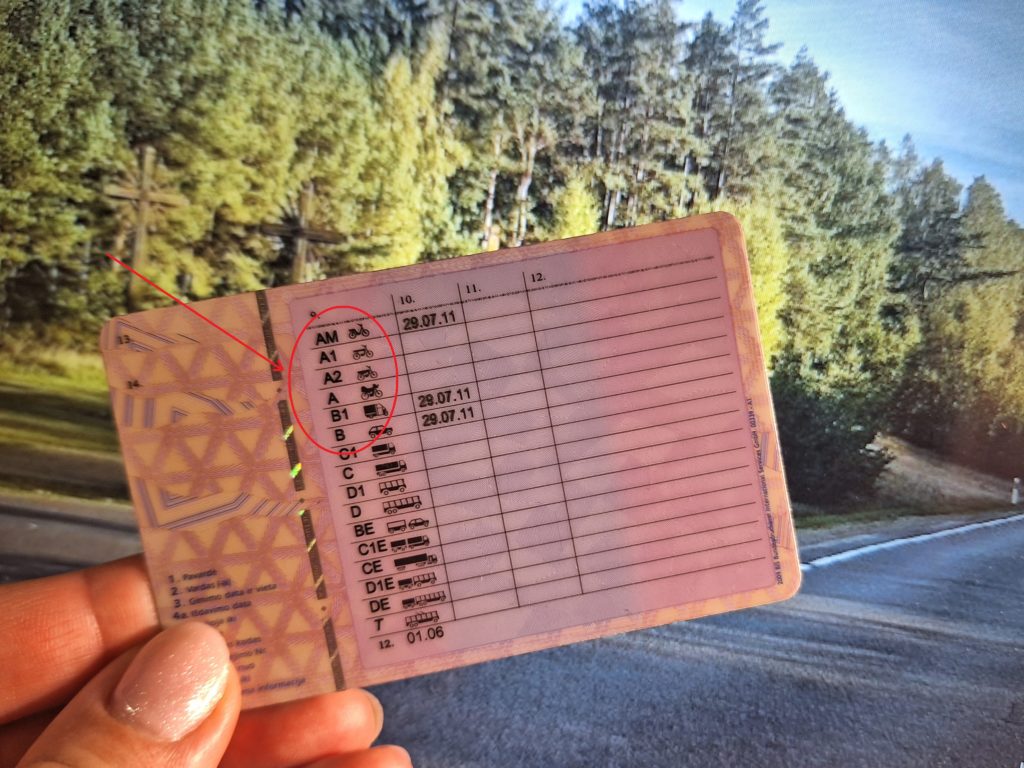 13.
14.
1. Pavardė
2. Vardas (-ai)
3. Gimimo data ir vieta
4a. Išdavimo data
9. 10. 11. 12.
AM 29.07.11
A1
A2
A
B1 29.07.11
B 29.07.11
C1
C
D1
D
BE
C1E
CE
D1E
DE
T
12. 01.06